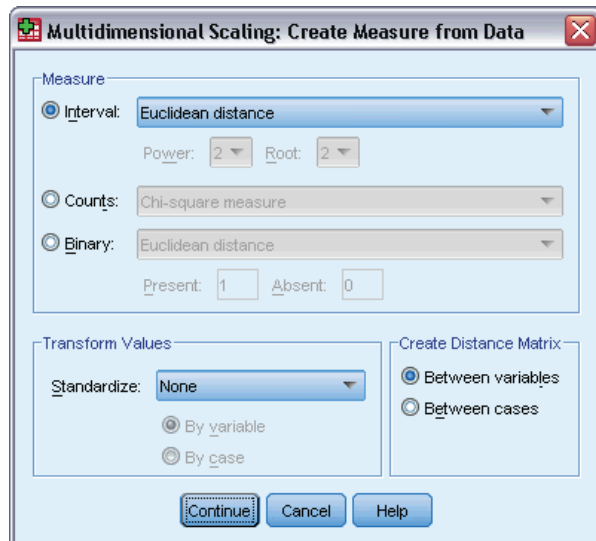 Multidimensional Scaling: Create Measure from Data
Measure
Interval: Euclidean distance
Power: 2 Root: 2
Counts: Chi-square measure
Binary: Euclidean distance
Present: 1 Absent: 0
Transform Values
Standardize: None
By variable
By case
Create Distance Matrix
Between variables
Between cases
Continue Cancel Help